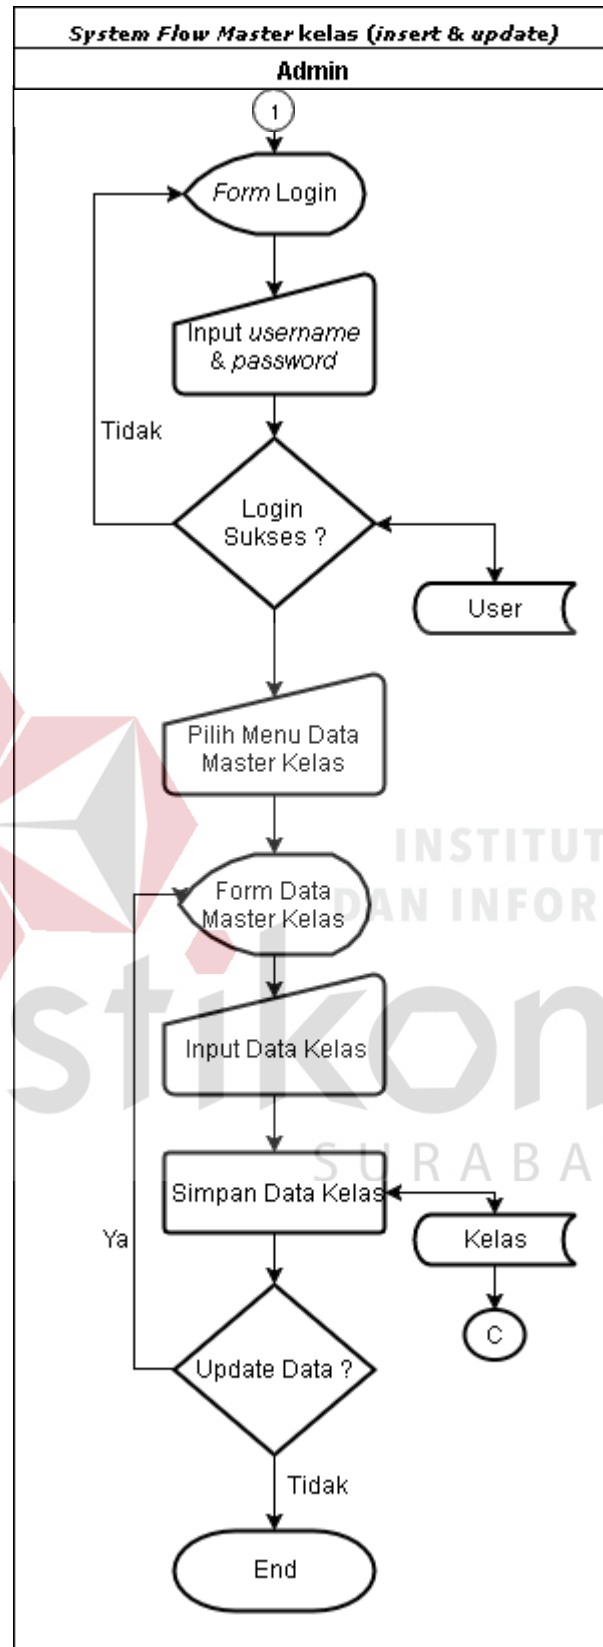 System Flow Master kelas (insert & update)
Admin
1
Form Login
Input username
& password
Tidak
Login
Sukses ?
User
Pilih Menu Data
Master Kelas
INSTITUT
Form Data
Master Kelas
DAN INFOR
Input Data Kelas
stikom
SURABA
Simpan Data Kelas
Ya
Kelas
C
Update Data ?
Tidak
End